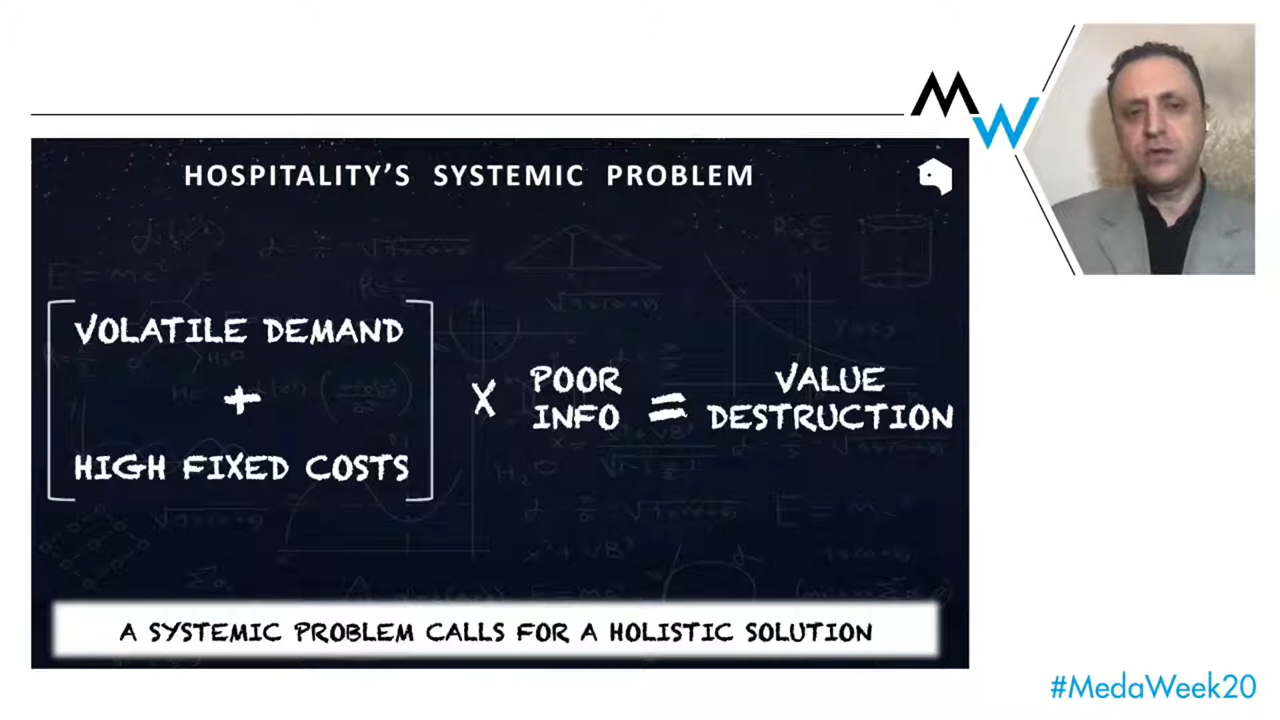 MW
HOSPITALITY'S SYSTEMIC PROBLEM
VOLATILE DEMAND
+
HIGH FIXED COSTS
X
POOR
INFO
=
VALUE
DESTRUCTION
A SYSTEMIC PROBLEM CALLS FOR A HOLISTIC SOLUTION
#MedaWeek20